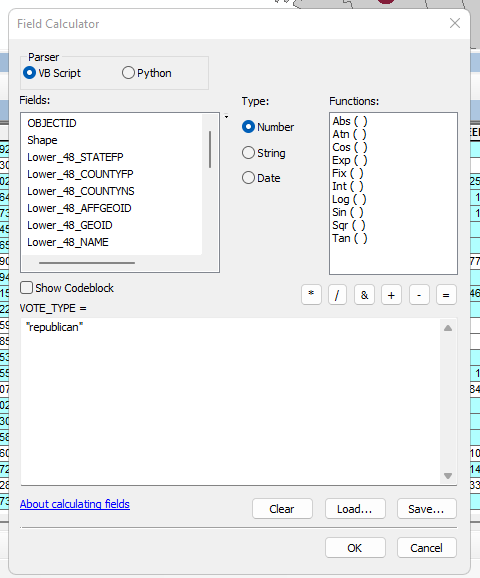 Field Calculator
Parser
VB Script
Python
Fields:
OBJECTID
Shape
Lower_48_STATEFP
Lower_48_COUNTYFP
Lower_48_COUNTYNS
Lower_48_AFFGEOID
Lower_48_GEOID
Lower_48_NAME
Type:
Number
String
Date
Functions:
Abs ( )
Atn ( )
Cos ( )
Exp ( )
Fix ( )
Int ( )
Log ( )
Sin ( )
Sqr ( )
Tan ( )
Show Codeblock
* / & + - =
VOTE_TYPE =
"republican"
About calculating fields
Clear
Load...
Save...
OK
Cancel